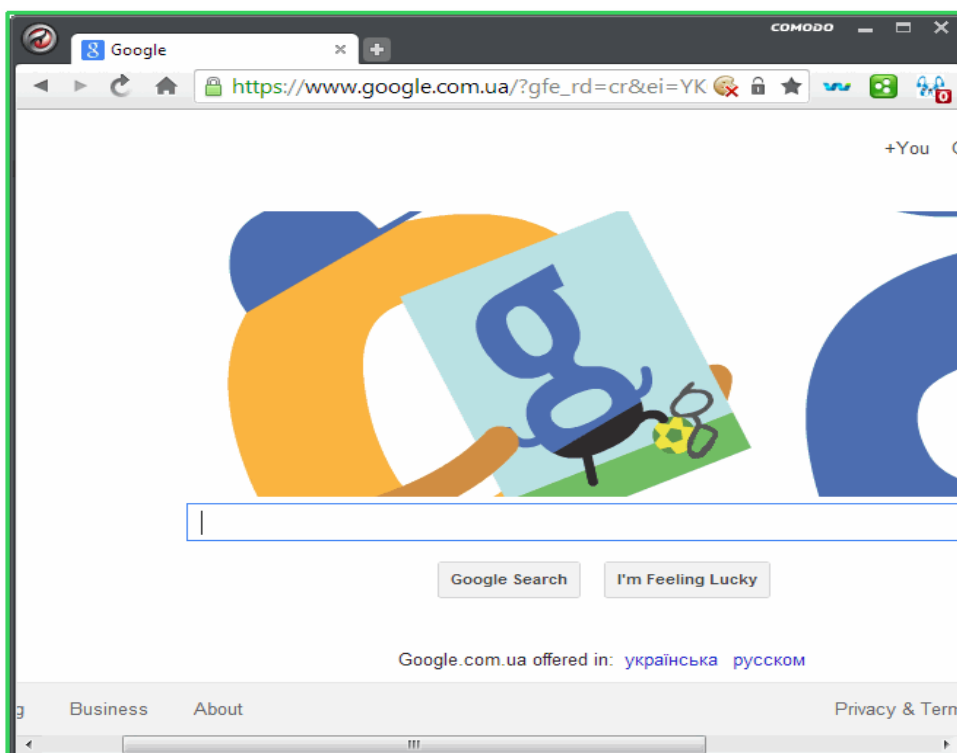 COMODO
Google
https://www.google.com.ua/?gfe_rd=cr&ei=YK
0
+You
g
Google Search I'm Feeling Lucky
Google.com.ua offered in: українська русском
g Business About Privacy & Term